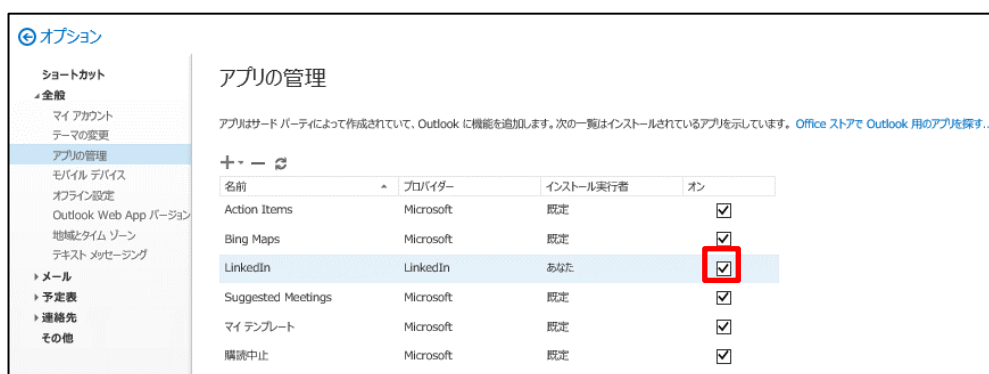 オプション
ショートカット
全般
マイ アカウント
テーマの変更
アプリの管理
モバイル デバイス
オフライン設定
Outlook Web App バージョン
地域とタイム ゾーン
テキスト メッセージング
メール
予定表
連絡先
その他
アプリの管理
アプリはサード パーティによって作成されていて、Outlook に機能を追加します。次の一覧はインストールされているアプリを示しています。 Office ストアで Outlook 用のアプリを探す...
名前 プロバイダー インストール実行者 オン
Action Items Microsoft 既定
Bing Maps Microsoft 既定
LinkedIn LinkedIn あなた
Suggested Meetings Microsoft 既定
マイ テンプレート Microsoft 既定
購読中止 Microsoft 既定